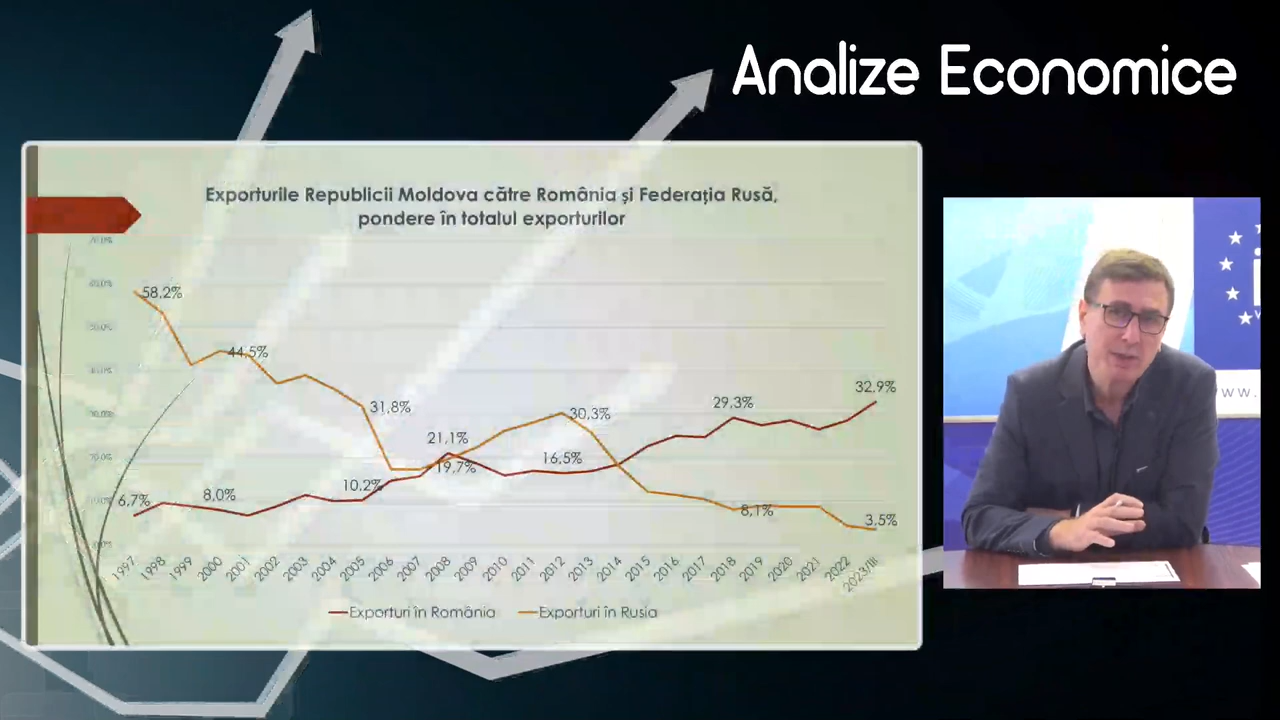 Analize Economice
Exporturile Republicii Moldova către România și Federația Rusă,
pondere în totalul exporturilor
58,2%
44,5%
31,8%
21,1%
19,7%
30,3%
16,5%
29,3%
32,9%
6,7%
8,0%
10,2%
8,1%
3,5%
1997 1998 1999 2000 2001 2002 2003 2004 2005 2006 2007 2008 2009 2010 2011 2012 2013 2014 2015 2016 2017 2018 2019 2020 2021 2022 2023/III
Exporturi în România Exporturi în Rusia